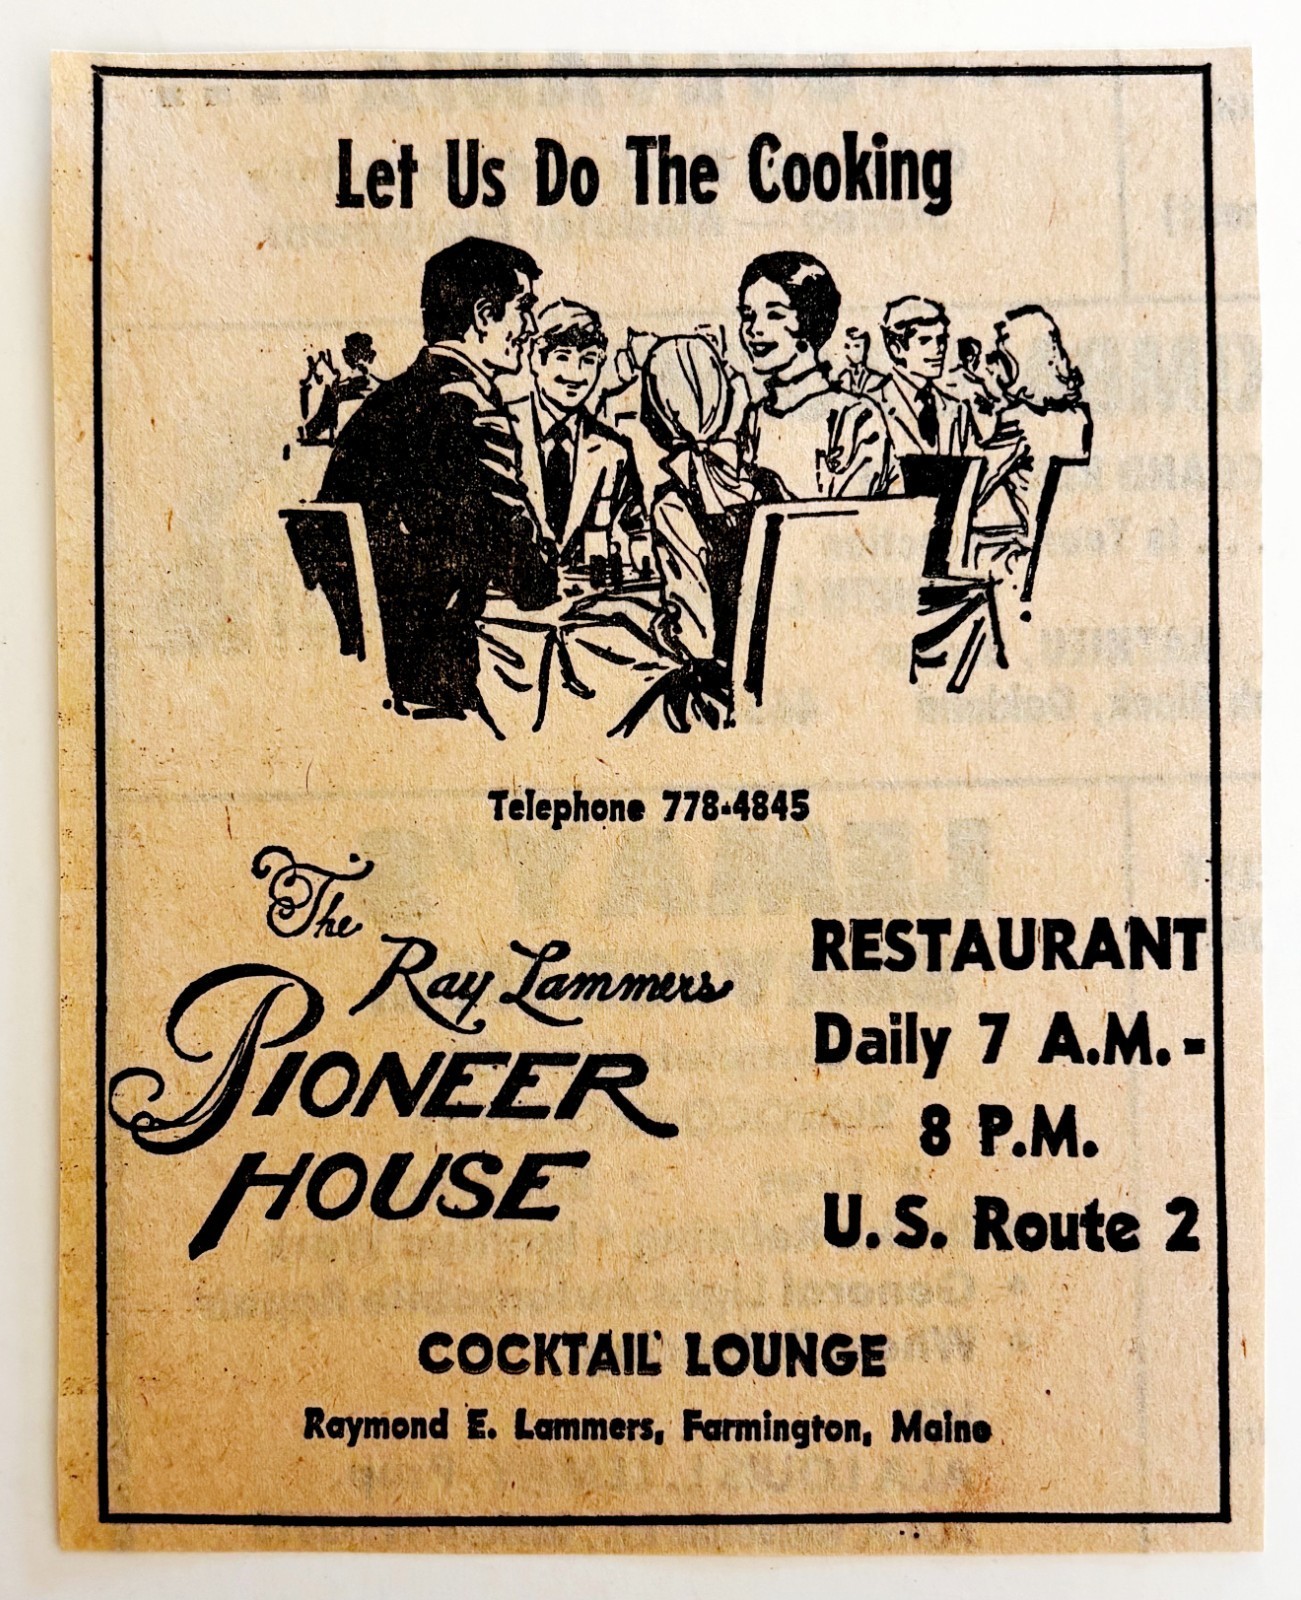 Let Us Do The Cooking
Telephone 778-4845
The
Ray Lammers
PIONEER
HOUSE
RESTAURANT
Daily 7 A.M. -
8 P.M.
U.S. Route 2
COCKTAIL LOUNGE
Raymond E. Lammers, Farmington, Maine